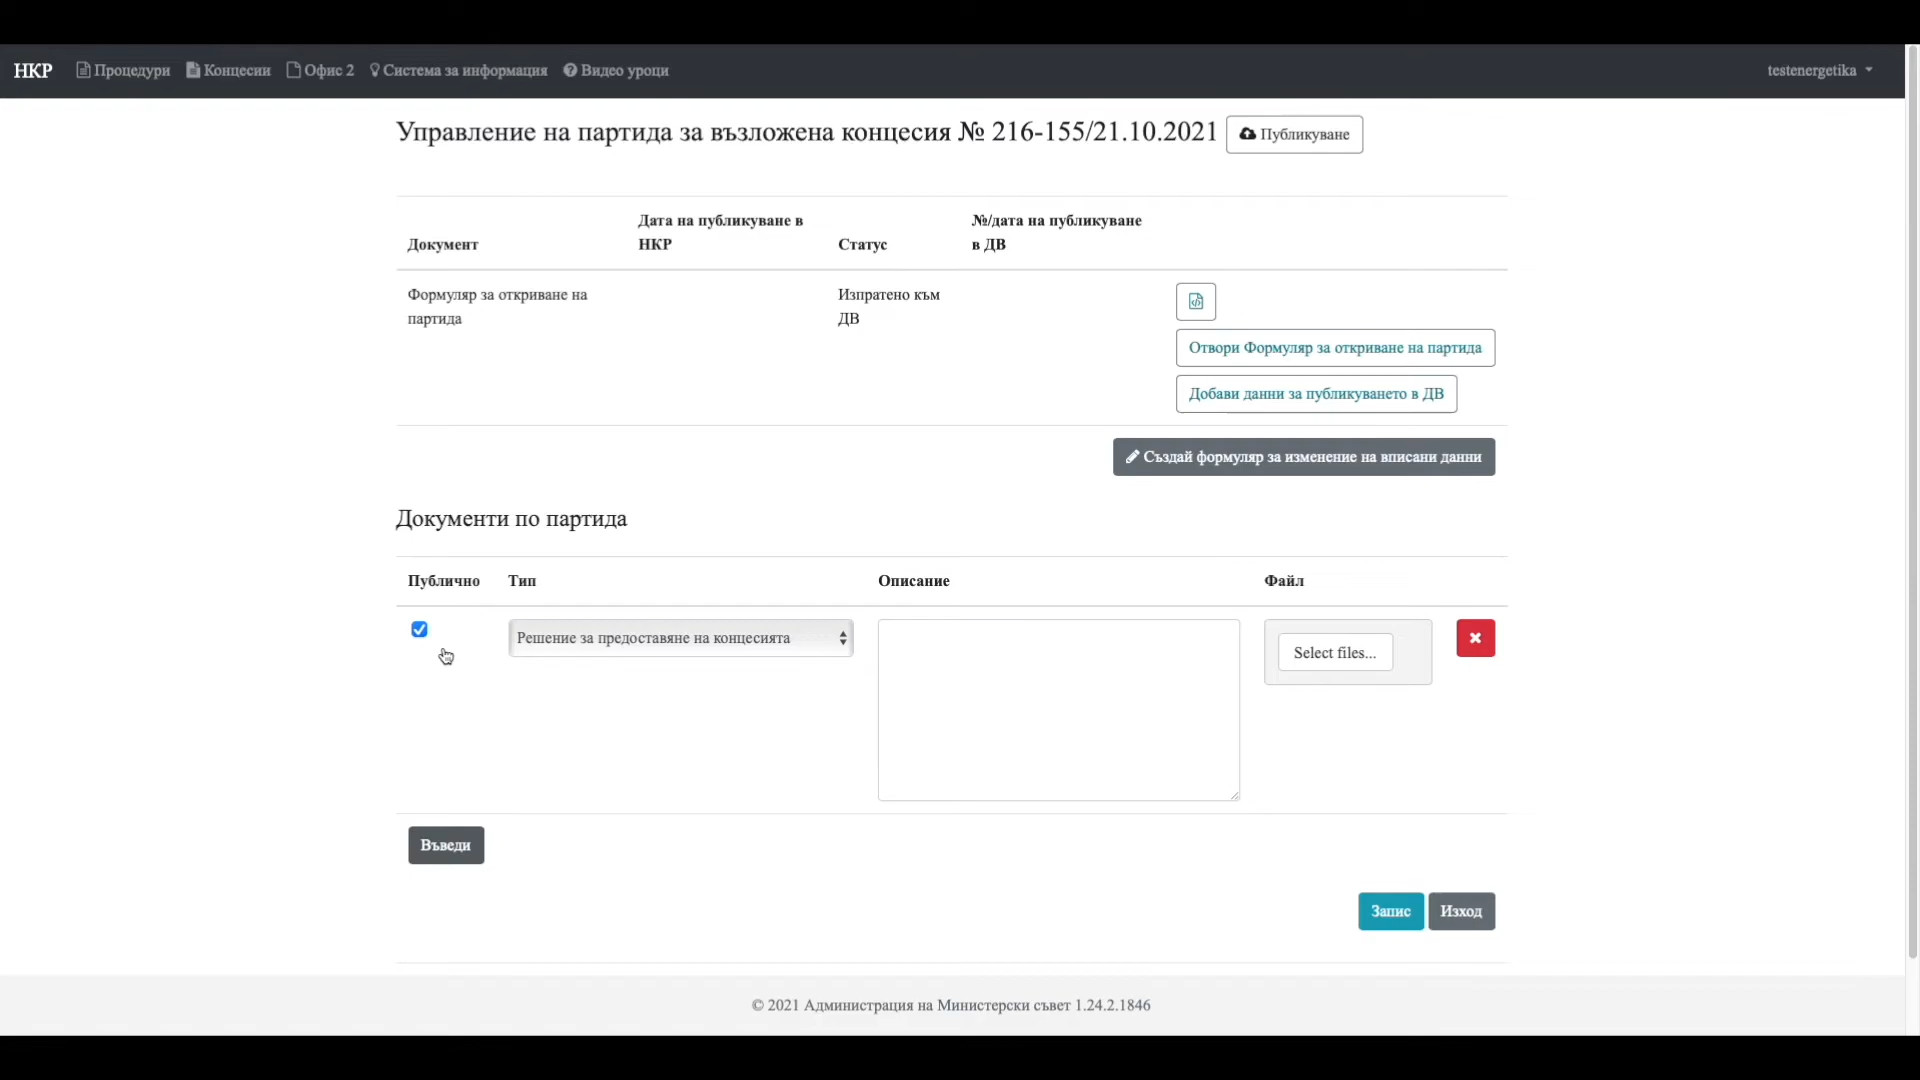 НКР Процедури Концесии Офис 2 Система за информация Видео уроци testenergetika
Управление на партида за възложена концесия № 216-155/21.10.2021 Публикуване
Документ Дата на публикуване в НКР Статус №/дата на публикуване в ДВ
Формуляр за откриване на
партида
Изпратено към
ДВ
Отвори Формуляр за откриване на партида
Добави данни за публикуването в ДВ
Създай формуляр за изменение на вписани данни
Документи по партида
Публично Тип Описание Файл
Решение за предоставяне на концесията Select files...
Въведи
Запис Изход
© 2021 Администрация на Министерски съвет 1.24.2.1846